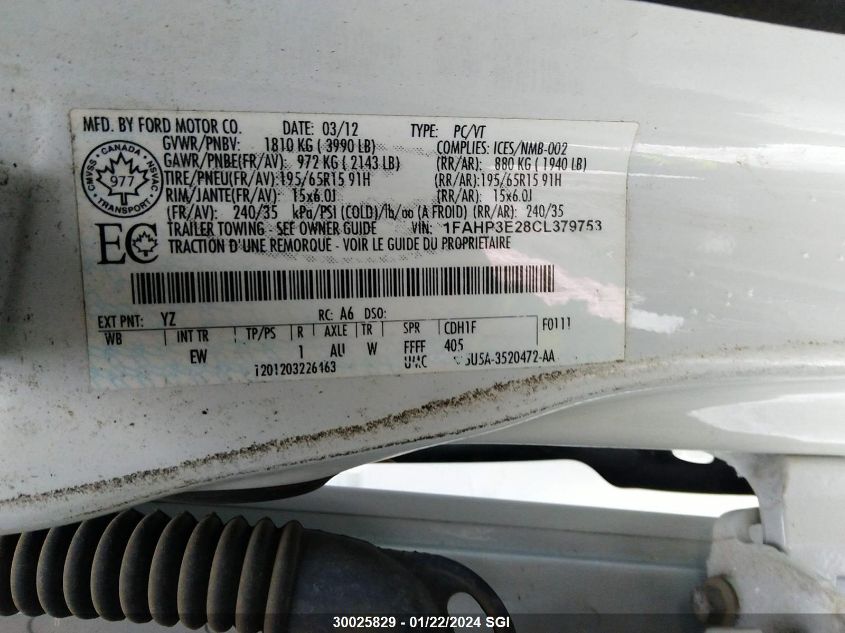 MFD. BY FORD MOTOR CO. DATE: 03/12 TYPE: PC/VT
GVWR/PNBV: 1810 KG ( 3990 LB) COMPLIES: ICES/NMB-002
GAWR/PNBE(FR/AV): 972 KG ( 2143 LB) (RR/AR): 880 KG ( 1940 LB)
TIRE/PNEU(FR/AV): 195/65R15 91H (RR/AR): 195/65R15 91H
RIM/JANTE(FR/AV): 15x6.0J (RR/AR): 15x6.0J
(FR/AV): 240/35 kPa/PSI (COLD)/lb/po (A FROID) (RR/AR): 240/35
TRAILER TOWING - SEE OWNER GUIDE VIN: 1FAHP3E28CL379753
TRACTION D'UNE REMORQUE - VOIR LE GUIDE DU PROPRIETAIRE
CANADA
CMVSS NSVAC
977
TRANSPORT
EC
EXT PNT: YZ RC: A6 DSO:
WB INT TR TP/PS R AXLE TR SPR CDH1F F0111
EW 1 AU W FFFF 405
1201203226163 UWC 5U5A-3520472-AA
30025829 - 01/22/2024 SGI